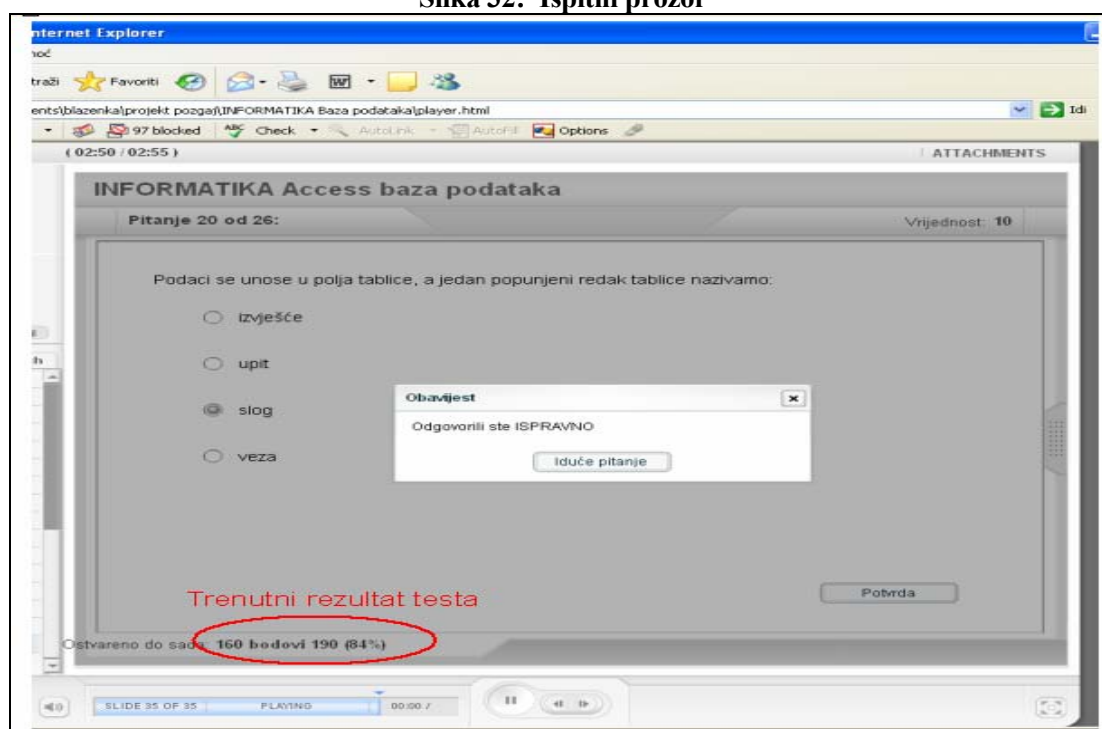 Slika 32: Ispitni prozor
nternet Explorer
noć
traži Favoriti
ents\blazenka\projekt pozgaj\INFORMATIKA Baza podataka\player.html Idi
97 blocked Check AutoLink AutoFill Options
( 02:50 / 02:55 ) ATTACHMENTS
INFORMATIKA Access baza podataka
Pitanje 20 od 26: Vrijednost: 10
Podaci se unose u polja tablice, a jedan popunjeni redak tablice nazivamo:
izvješće
upit
slog
veza
Obavijest
Odgovorili ste ISPRAVNO
Iduće pitanje
Potvrda
Trenutni rezultat testa
Ostvareno do sada: 160 bodovi 190 (84%)
SLIDE 35 OF 35 PLAYING 00:00 /